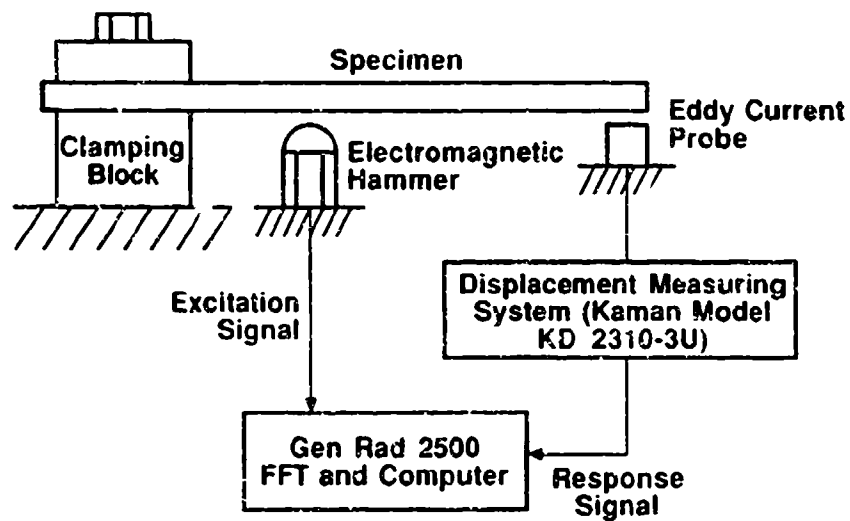 Specimen
Eddy Current
Probe
Clamping
Block
Electromagnetic
Hammer
Excitation
Signal
Displacement Measuring
System (Kaman Model
KD 2310-3U)
Gen Rad 2500
FFT and Computer
Response
Signal